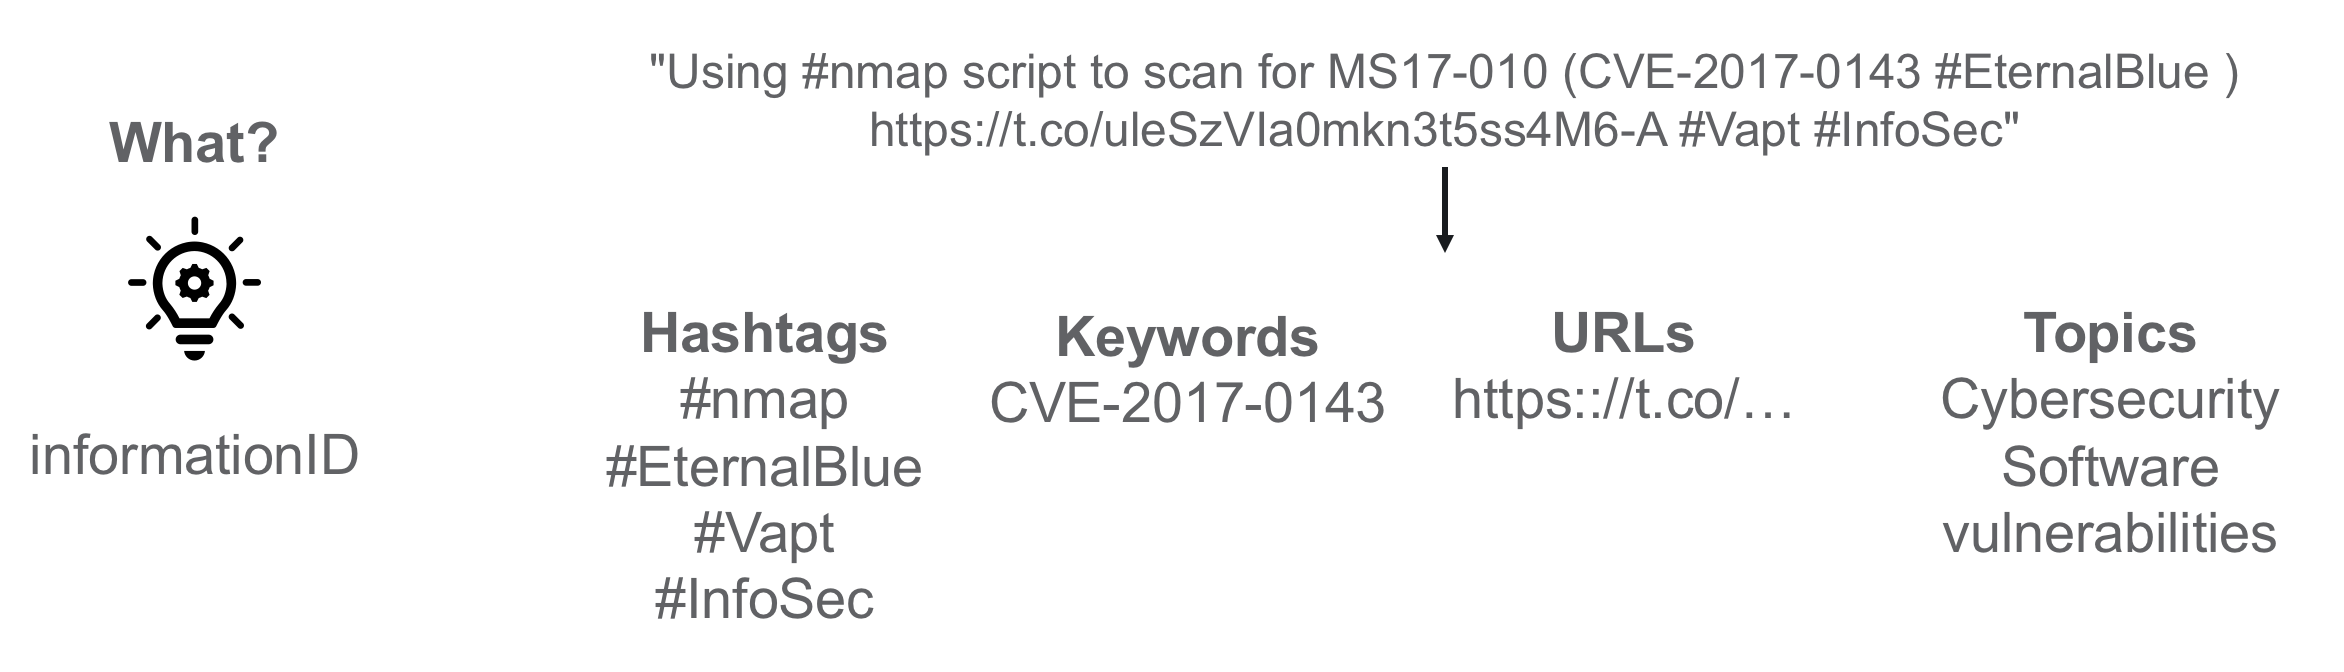 "Using #nmap script to scan for MS17-010 (CVE-2017-0143 #EternalBlue )
https://t.co/uleSzVIa0mkn3t5ss4M6-A #Vapt #InfoSec"
What?
informationID
Hashtags
#nmap
#EternalBlue
#Vapt
#InfoSec
Keywords
CVE-2017-0143
URLs
https:://t.co/…
Topics
Cybersecurity
Software
vulnerabilities